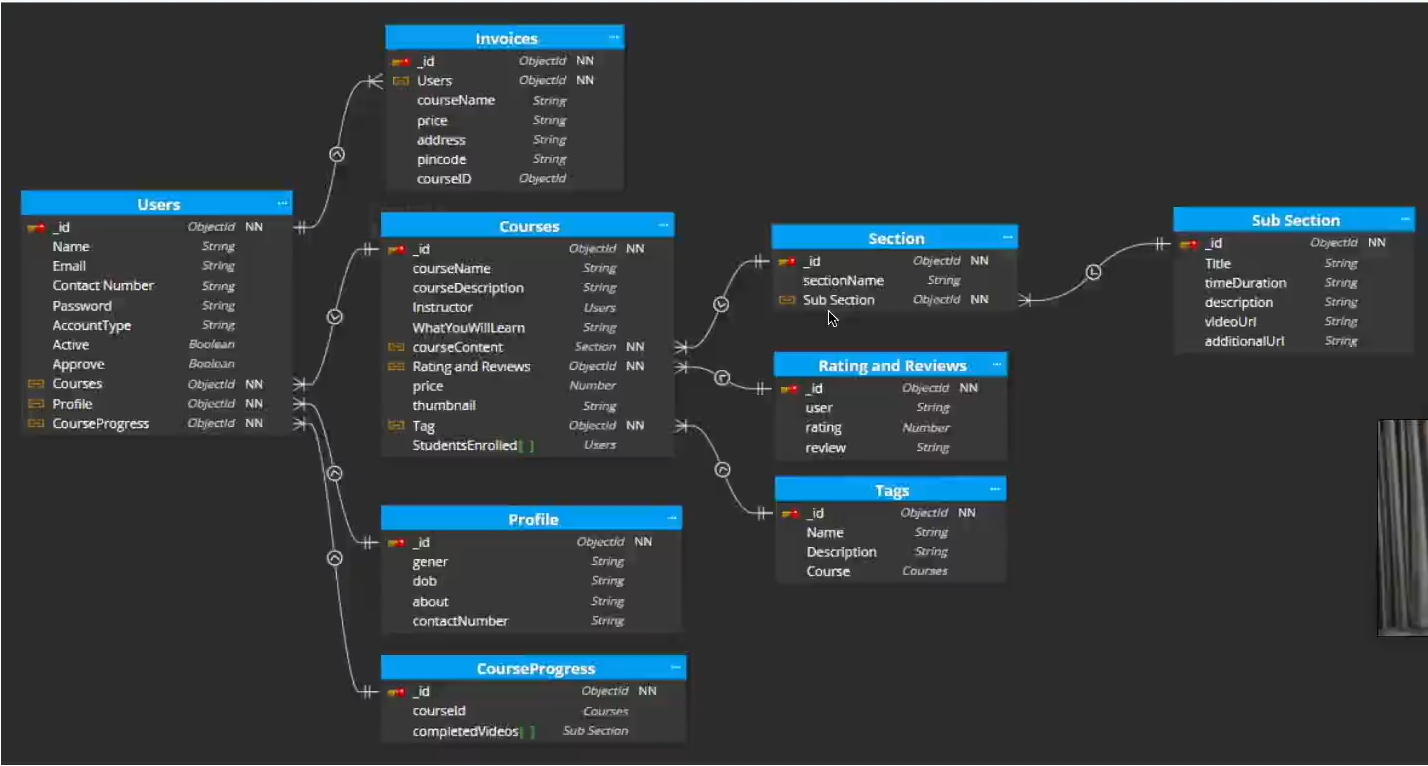 Invoices
_id ObjectId NN
Users ObjectId NN
courseName String
price String
address String
pincode String
courseID ObjectId
Users
_id ObjectId NN
Name String
Email String
Contact Number String
Password String
AccountType String
Active Boolean
Approve Boolean
Courses ObjectId NN
Profile ObjectId NN
CourseProgress ObjectId NN
Courses
_id ObjectId NN
courseName String
courseDescription String
Instructor Users
WhatYouWillLearn String
courseContent Section NN
Rating and Reviews ObjectId NN
price Number
thumbnail String
Tag ObjectId NN
StudentsEnrolled[ ] Users
Section
_id ObjectId NN
sectionName String
Sub Section ObjectId NN
Sub Section
_id ObjectId NN
Title String
timeDuration String
description String
videoUrl String
additionalUrl String
Rating and Reviews
_id ObjectId NN
user String
rating Number
review String
Tags
_id ObjectId NN
Name String
Description String
Course Courses
Profile
_id ObjectId NN
gener String
dob String
about String
contactNumber String
CourseProgress
_id ObjectId NN
courseId Courses
completedVideos[ ] Sub Section